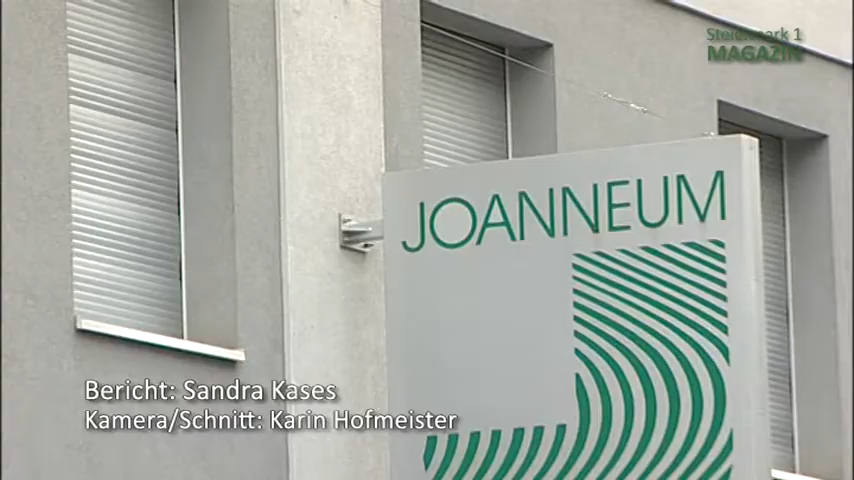 Steiermark 1
MAGAZIN
JOANNEUM
Bericht: Sandra Kases
Kamera/Schnitt: Karin Hofmeister